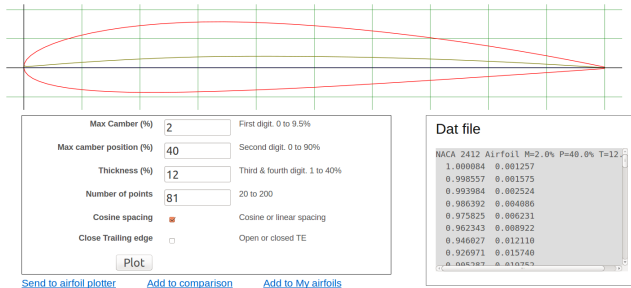 Max Camber (%) 2 First digit. 0 to 9.5%
Max camber position (%) 40 Second digit. 0 to 90%
Thickness (%) 12 Third & fourth digit. 1 to 40%
Number of points 81 20 to 200
Cosine spacing Cosine or linear spacing
Close Trailing edge Open or closed TE
Plot
Send to airfoil plotter Add to comparison Add to My airfoils
Dat file
NACA 2412 Airfoil M=2.0% P=40.0% T=12.
1.000084 0.001257
0.998557 0.001575
0.993984 0.002524
0.986392 0.004086
0.975825 0.006231
0.962343 0.008922
0.946027 0.012110
0.926971 0.015740